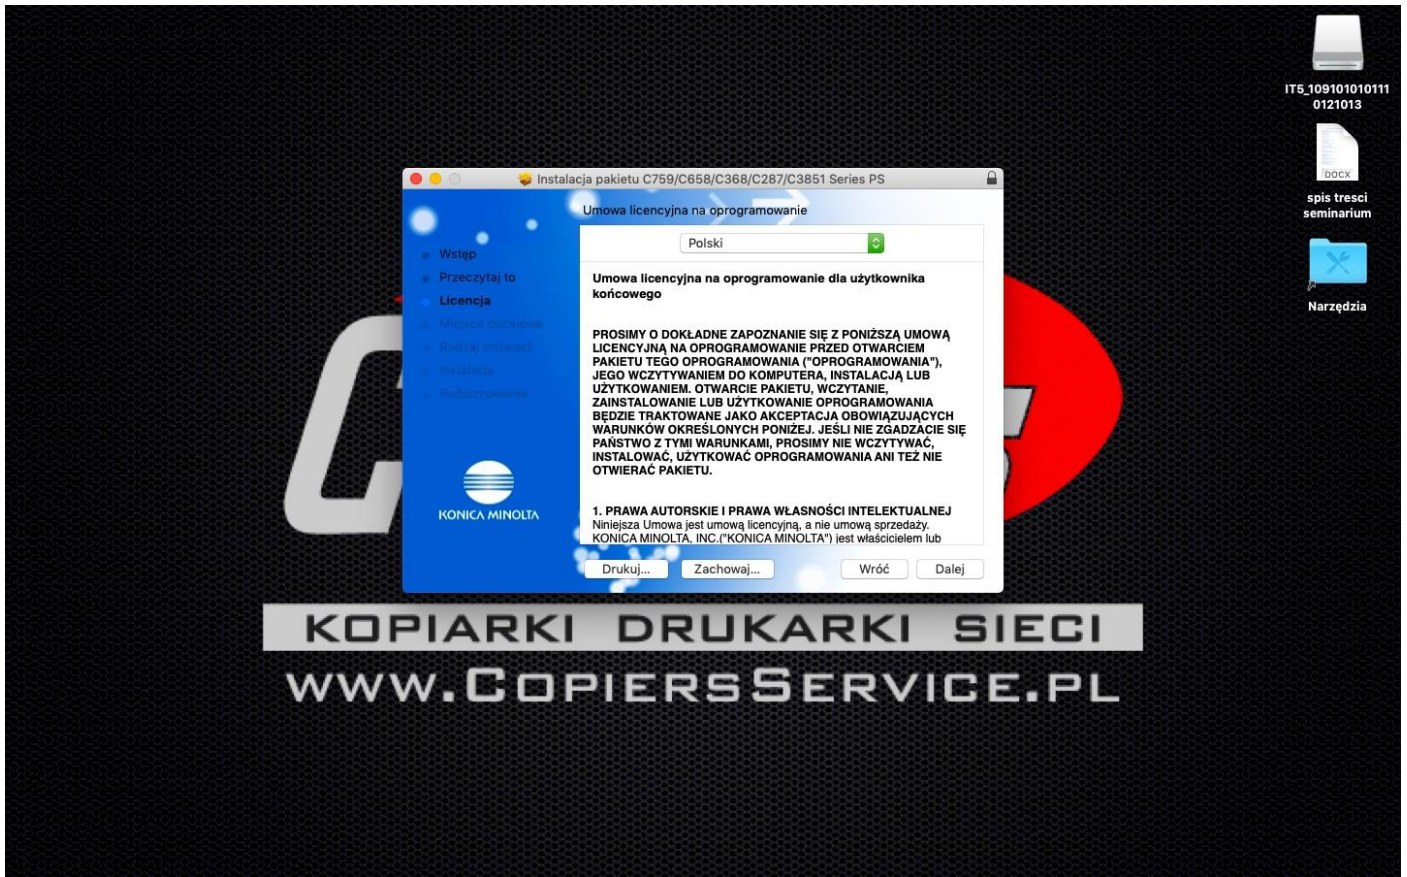 IT5_109101010111
0121013
DOCX
spis tresci
seminarium
Narzędzia
Instalacja pakietu C759/C658/C368/C287/C3851 Series PS
Umowa licencyjna na oprogramowanie
Wstęp
Przeczytaj to
Licencja
Miejsce docelowe
Rodzaj instalacji
Instalacja
Podsumowanie
KONICA MINOLTA
Polski
Umowa licencyjna na oprogramowanie dla użytkownika
końcowego
PROSIMY O DOKŁADNE ZAPOZNANIE SIĘ Z PONIŻSZĄ UMOWĄ
LICENCYJNĄ NA OPROGRAMOWANIE PRZED OTWARCIEM
PAKIETU TEGO OPROGRAMOWANIA ("OPROGRAMOWANIA"),
JEGO WCZYTYWANIEM DO KOMPUTERA, INSTALACJĄ LUB
UŻYTKOWANIEM. OTWARCIE PAKIETU, WCZYTANIE,
ZAINSTALOWANIE LUB UŻYTKOWANIE OPROGRAMOWANIA
BĘDZIE TRAKTOWANE JAKO AKCEPTACJA OBOWIĄZUJĄCYCH
WARUNKÓW OKREŚLONYCH PONIŻEJ. JEŚLI NIE ZGADZACIE SIĘ
PAŃSTWO Z TYMI WARUNKAMI, PROSIMY NIE WCZYTYWAĆ,
INSTALOWAĆ, UŻYTKOWAĆ OPROGRAMOWANIA ANI TEŻ NIE
OTWIERAĆ PAKIETU.
1. PRAWA AUTORSKIE I PRAWA WŁASNOŚCI INTELEKTUALNEJ
Niniejsza Umowa jest umową licencyjną, a nie umową sprzedaży.
KONICA MINOLTA, INC.("KONICA MINOLTA") jest właścicielem lub
Drukuj...
Zachowaj...
Wróć
Dalej
KOPIARKI DRUKARKI SIECI
www.CopiersService.pl